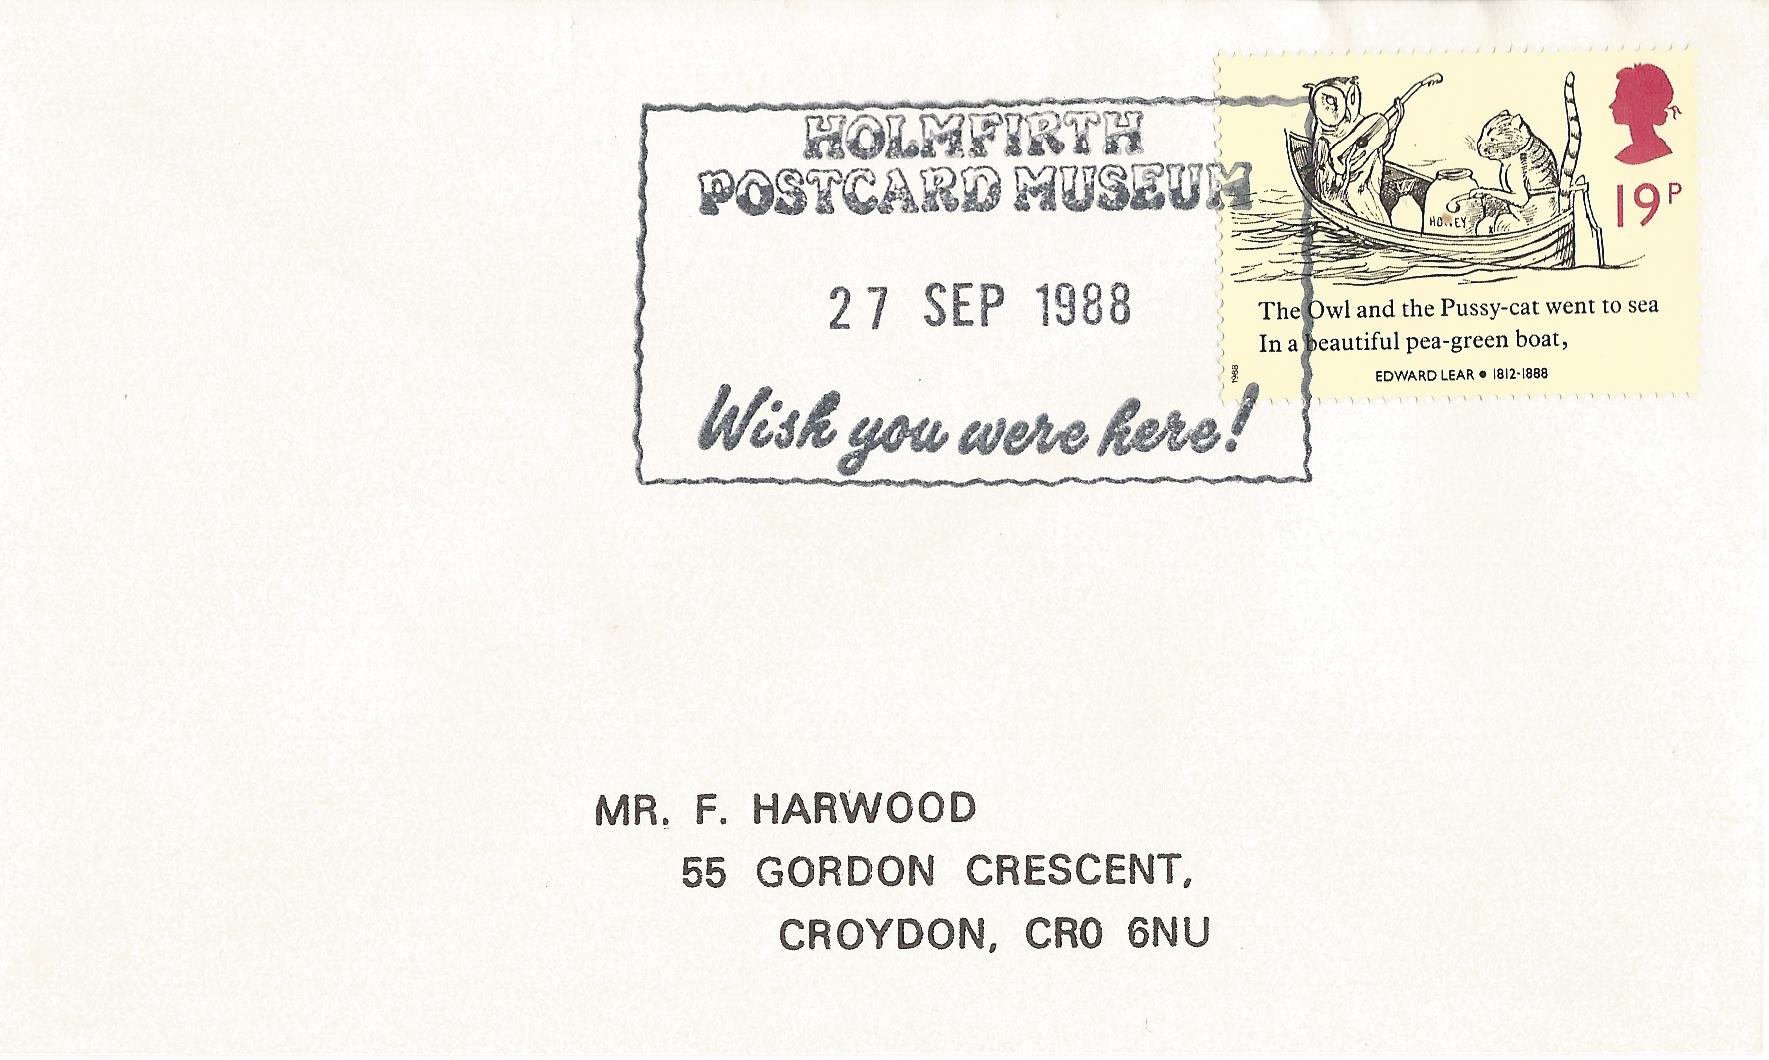 HOLMFIRTH
POSTCARD MUSEUM
27 SEP 1988
Wish you were here!
19P
HONEY
The Owl and the Pussy-cat went to sea
In a beautiful pea-green boat,
EDWARD LEAR • 1812-1888
1988
MR. F. HARWOOD
55 GORDON CRESCENT,
CROYDON, CR0 6NU